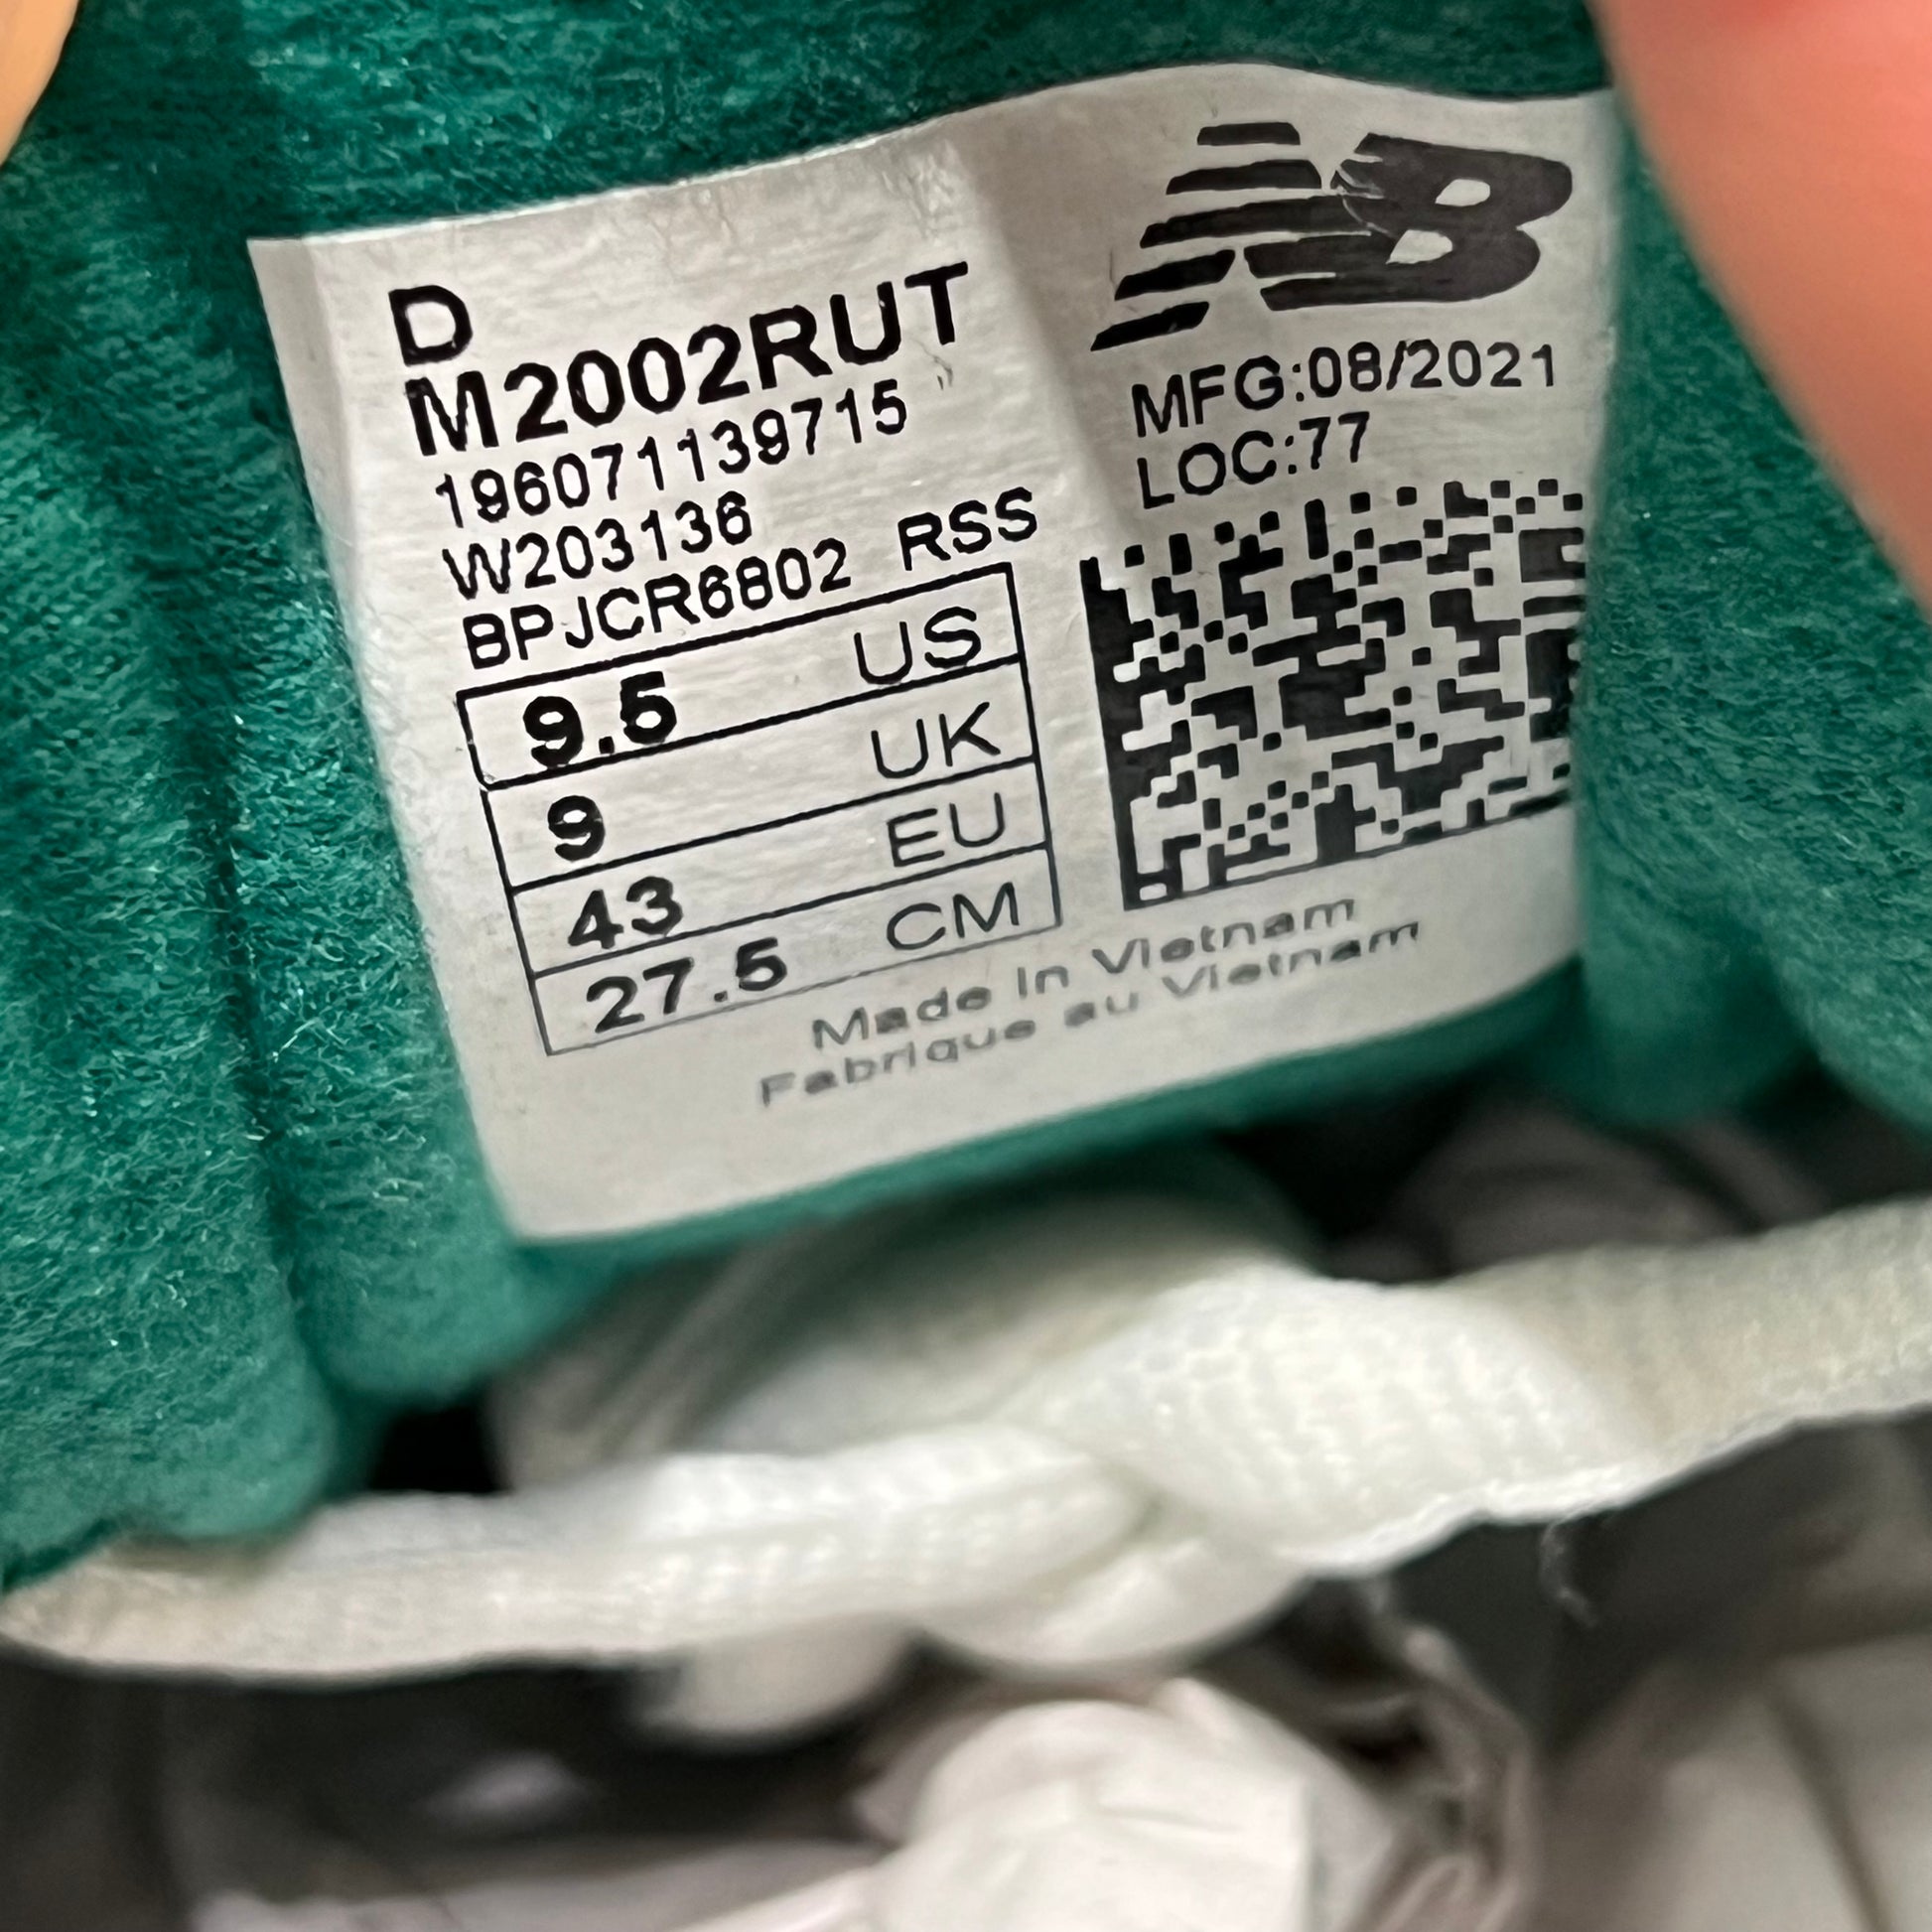 D
M2002RUT
196071139715
W203136
BPJCR6802 RSS
9.5 US
9 UK
43 EU
27.5 CM
NB
MFG:08/2021
LOC:77
Made In Vietnam
Fabrique au Vietnam